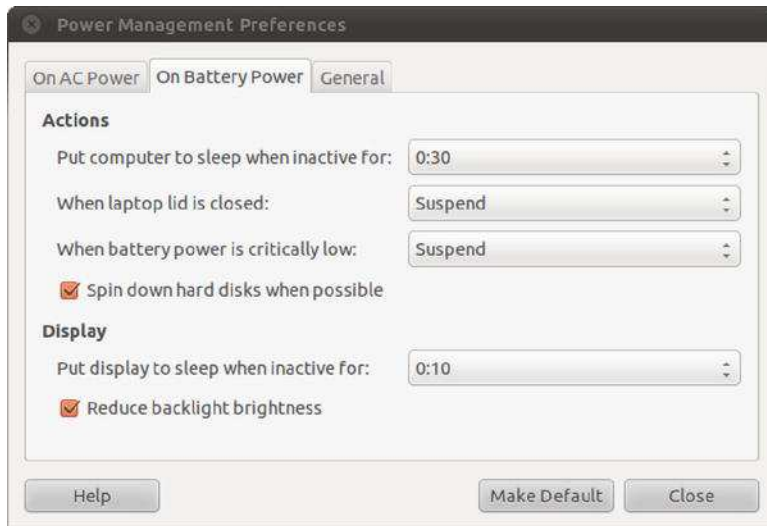 Power Management Preferences
On AC Power On Battery Power General
Actions
Put computer to sleep when inactive for: 0:30
When laptop lid is closed: Suspend
When battery power is critically low: Suspend
Spin down hard disks when possible
Display
Put display to sleep when inactive for: 0:10
Reduce backlight brightness
Help Make Default Close